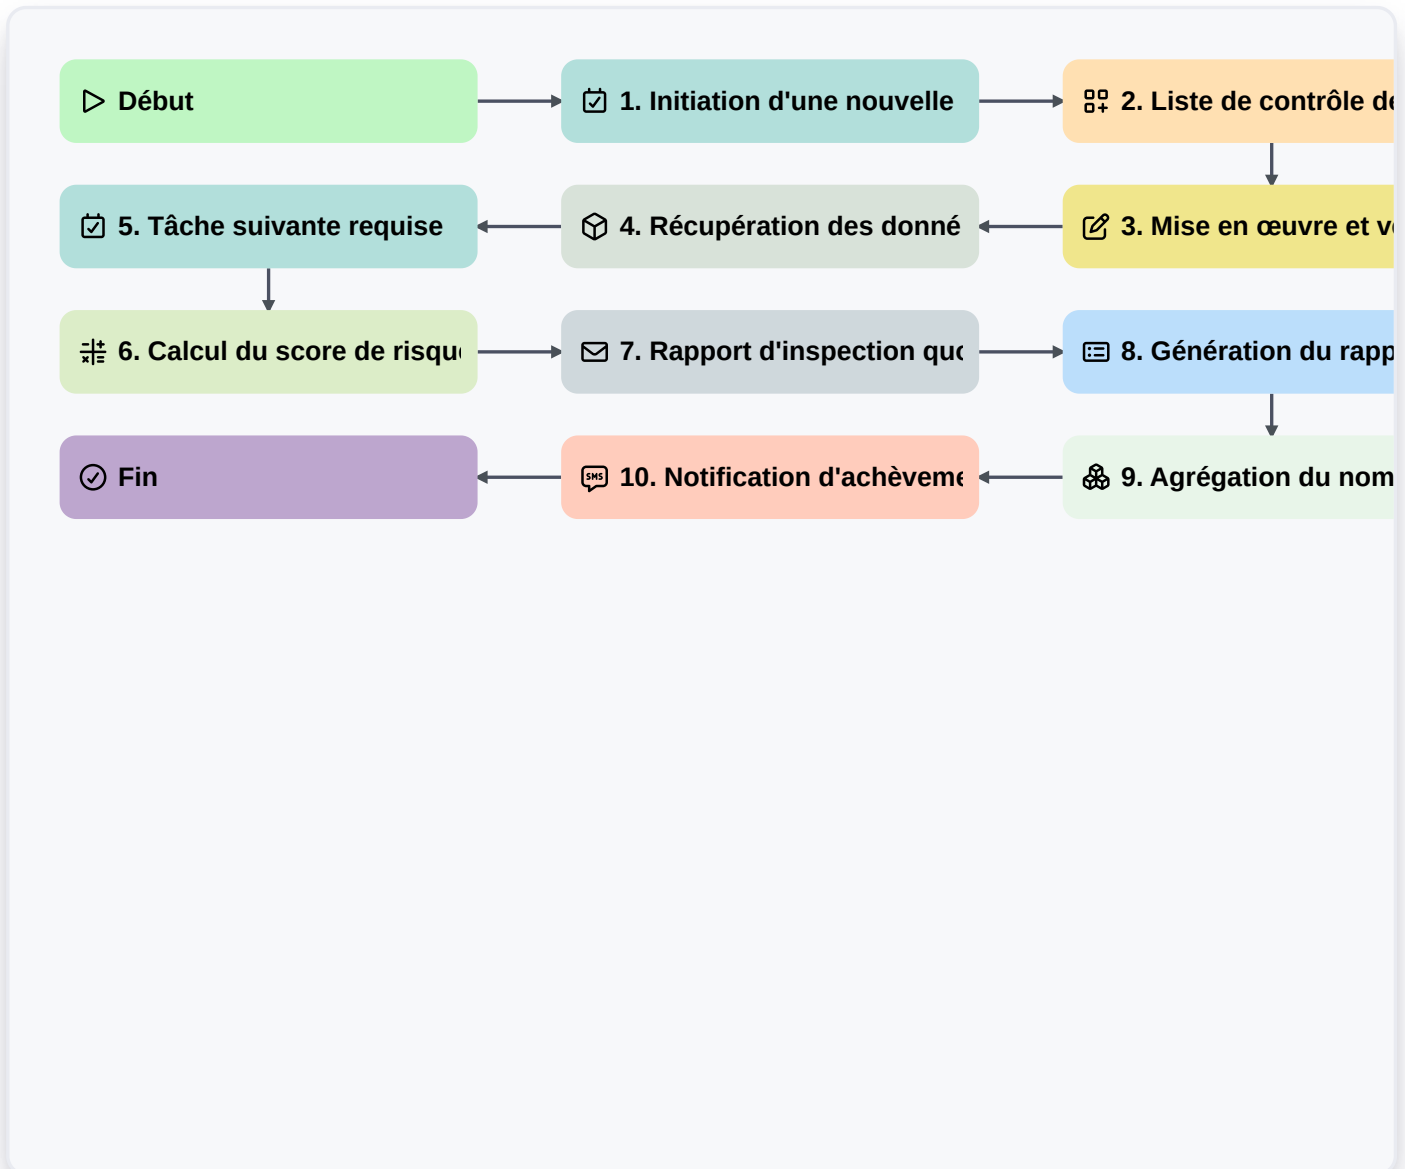 Début
1. Initiation d'une nouvelle
2. Liste de contrôle de
5. Tâche suivante requise
4. Récupération des donné
3. Mise en œuvre et
6. Calcul du score de risque
7. Rapport d'inspection
8. Génération du rapp
Fin
10. Notification d'achèveme
SMS
9. Agrégation du nom